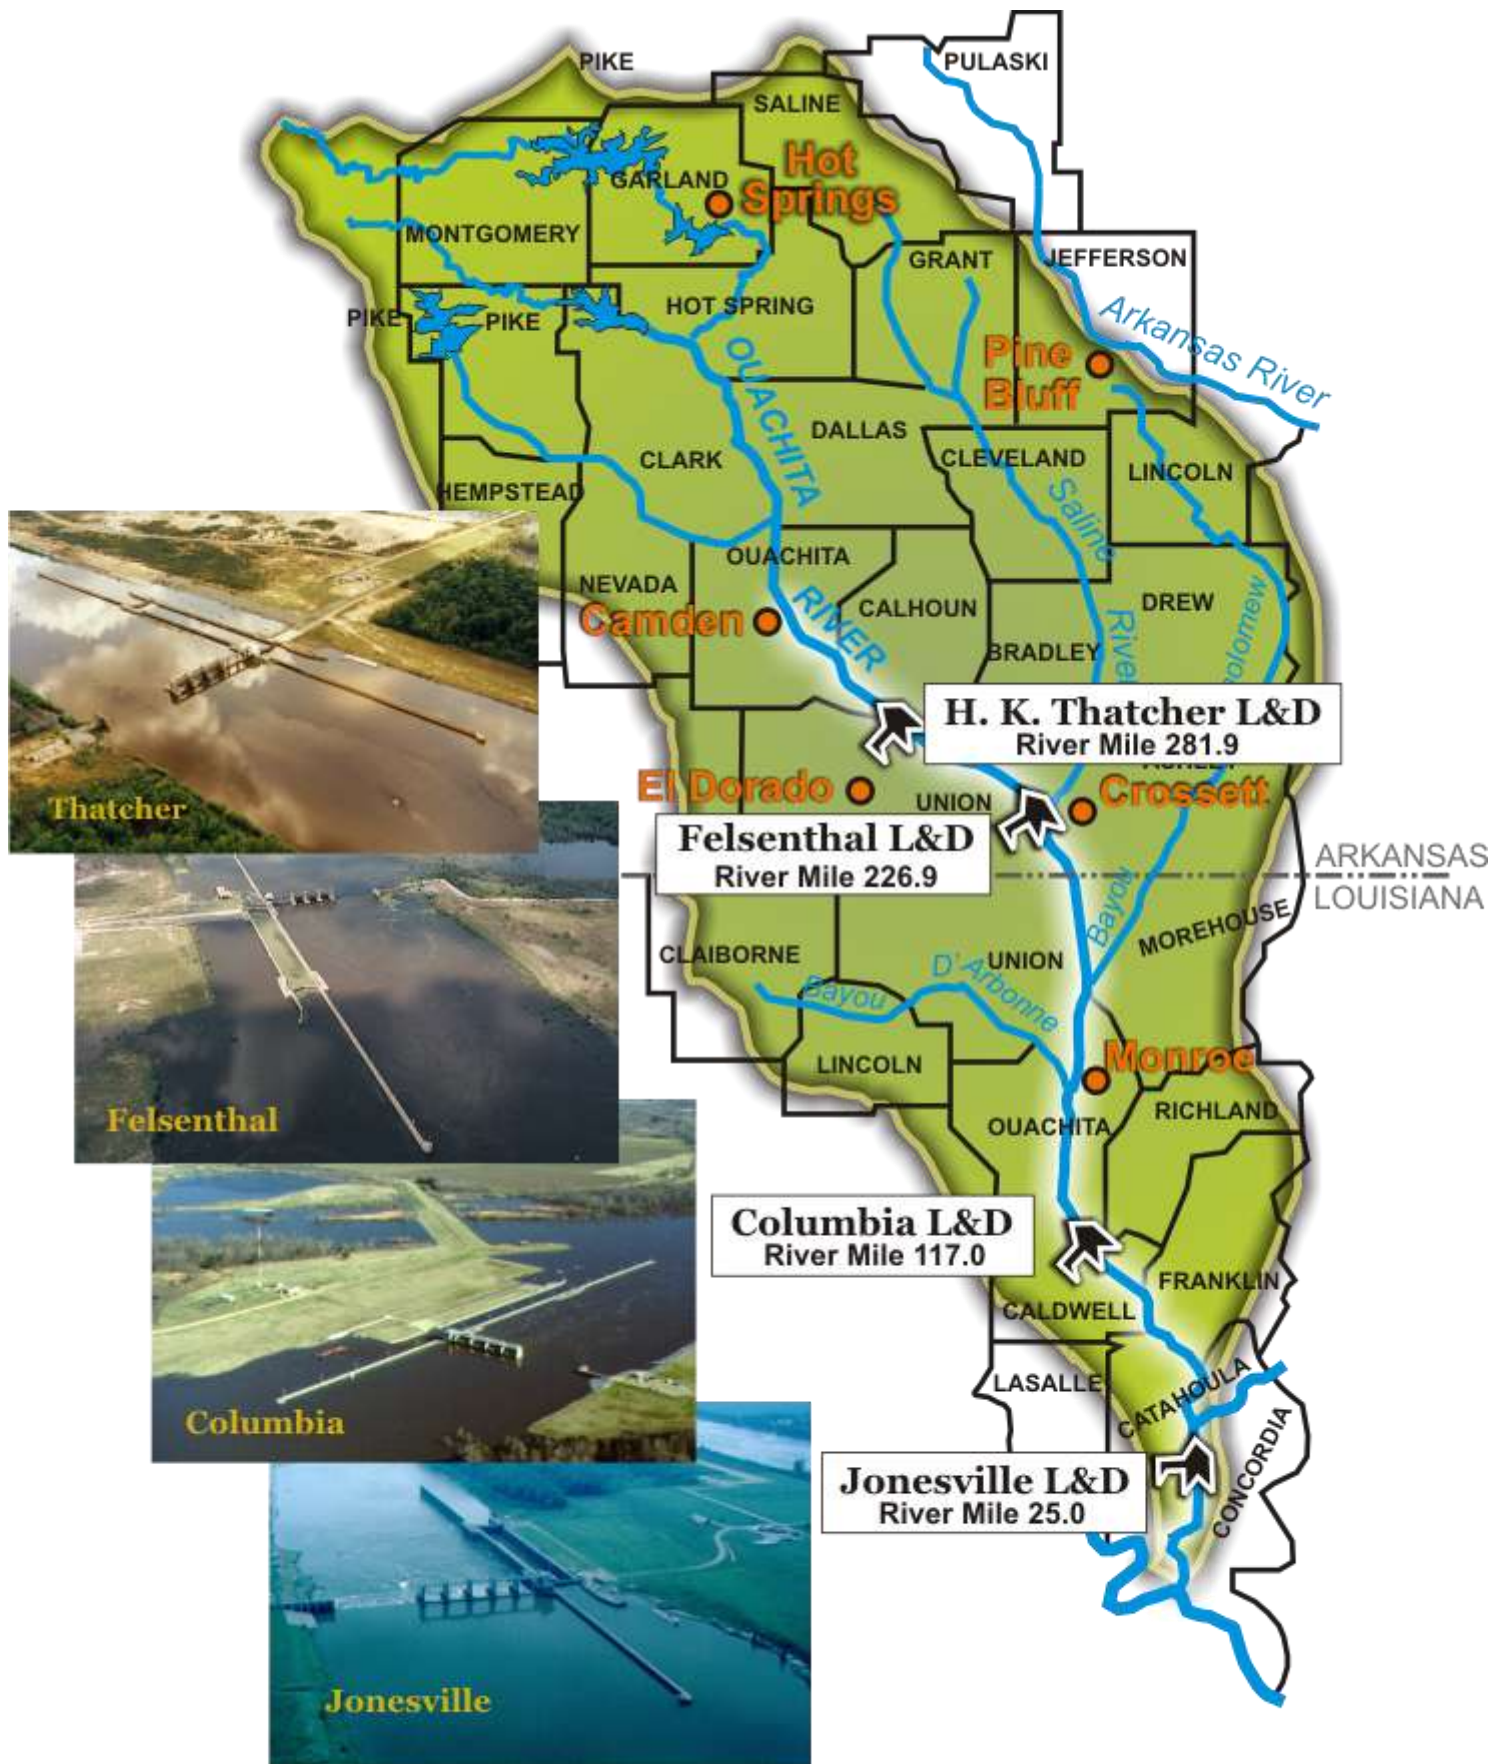 PIKE
PULASKI
SALINE
Hot
Springs
GARLAND
MONTGOMERY
GRANT
JEFFERSON
PIKE
PIKE
HOT SPRING
Arkansas River
Pine
Bluff
OUACHITA
DALLAS
CLARK
CLEVELAND
LINCOLN
HEMPSTEAD
Saline
OUACHITA
NEVADA
CALHOUN
DREW
Camden
RIVER
River
BRADLEY
H. K. Thatcher L&D
River Mile 281.9
El Dorado
UNION
Crossett
Thatcher
Felsenthal L&D
River Mile 226.9
ARKANSAS
LOUISIANA
Bayou
MOREHOUSE
CLAIBORNE
UNION
Bayou
D' Arbonne
Monroe
LINCOLN
RICHLAND
OUACHITA
Felsenthal
Columbia L&D
River Mile 117.0
FRANKLIN
CALDWELL
LASALLE
CATAHOULA
CONCORDIA
Columbia
Jonesville L&D
River Mile 25.0
Jonesville